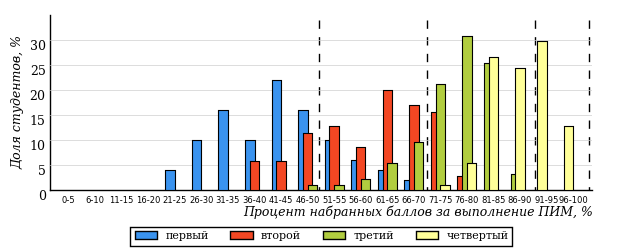 Доля студентов, %
30
25
20
15
10
5
0
0-5 6-10 11-15 16-20 21-25 26-30 31-35 36-40 41-45 46-50 51-55 56-60 61-65 66-70 71-75 76-80 81-85 86-90 91-95 96-100
Процент набранных баллов за выполнение ПИМ, %
первый второй третий четвертый